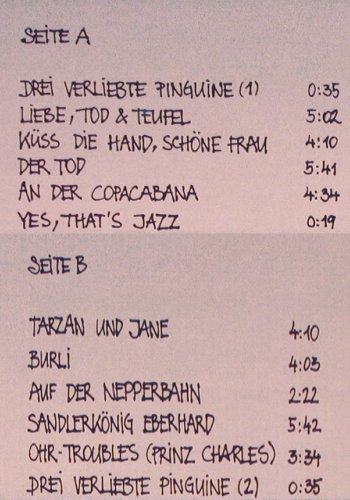 SEITE A
DREI VERLIEBTE PINGUINE (1) 0:35
LIEBE, TOD & TEUFEL 5:02
KÜSS DIE HAND, SCHÖNE FRAU 4:10
DER TOD 5:41
AN DER COPACABANA 4:34
YES, THAT'S JAZZ 0:19
SEITE B
TARZAN UND JANE 4:10
BURLI 4:03
AUF DER NEPPERBAHN 2:22
SANDLERKÖNIG EBERHARD 5:42
OHR-TROUBLES (PRINZ CHARLES) 3:34
DREI VERLIEBTE PINGUINE (2) 0:35